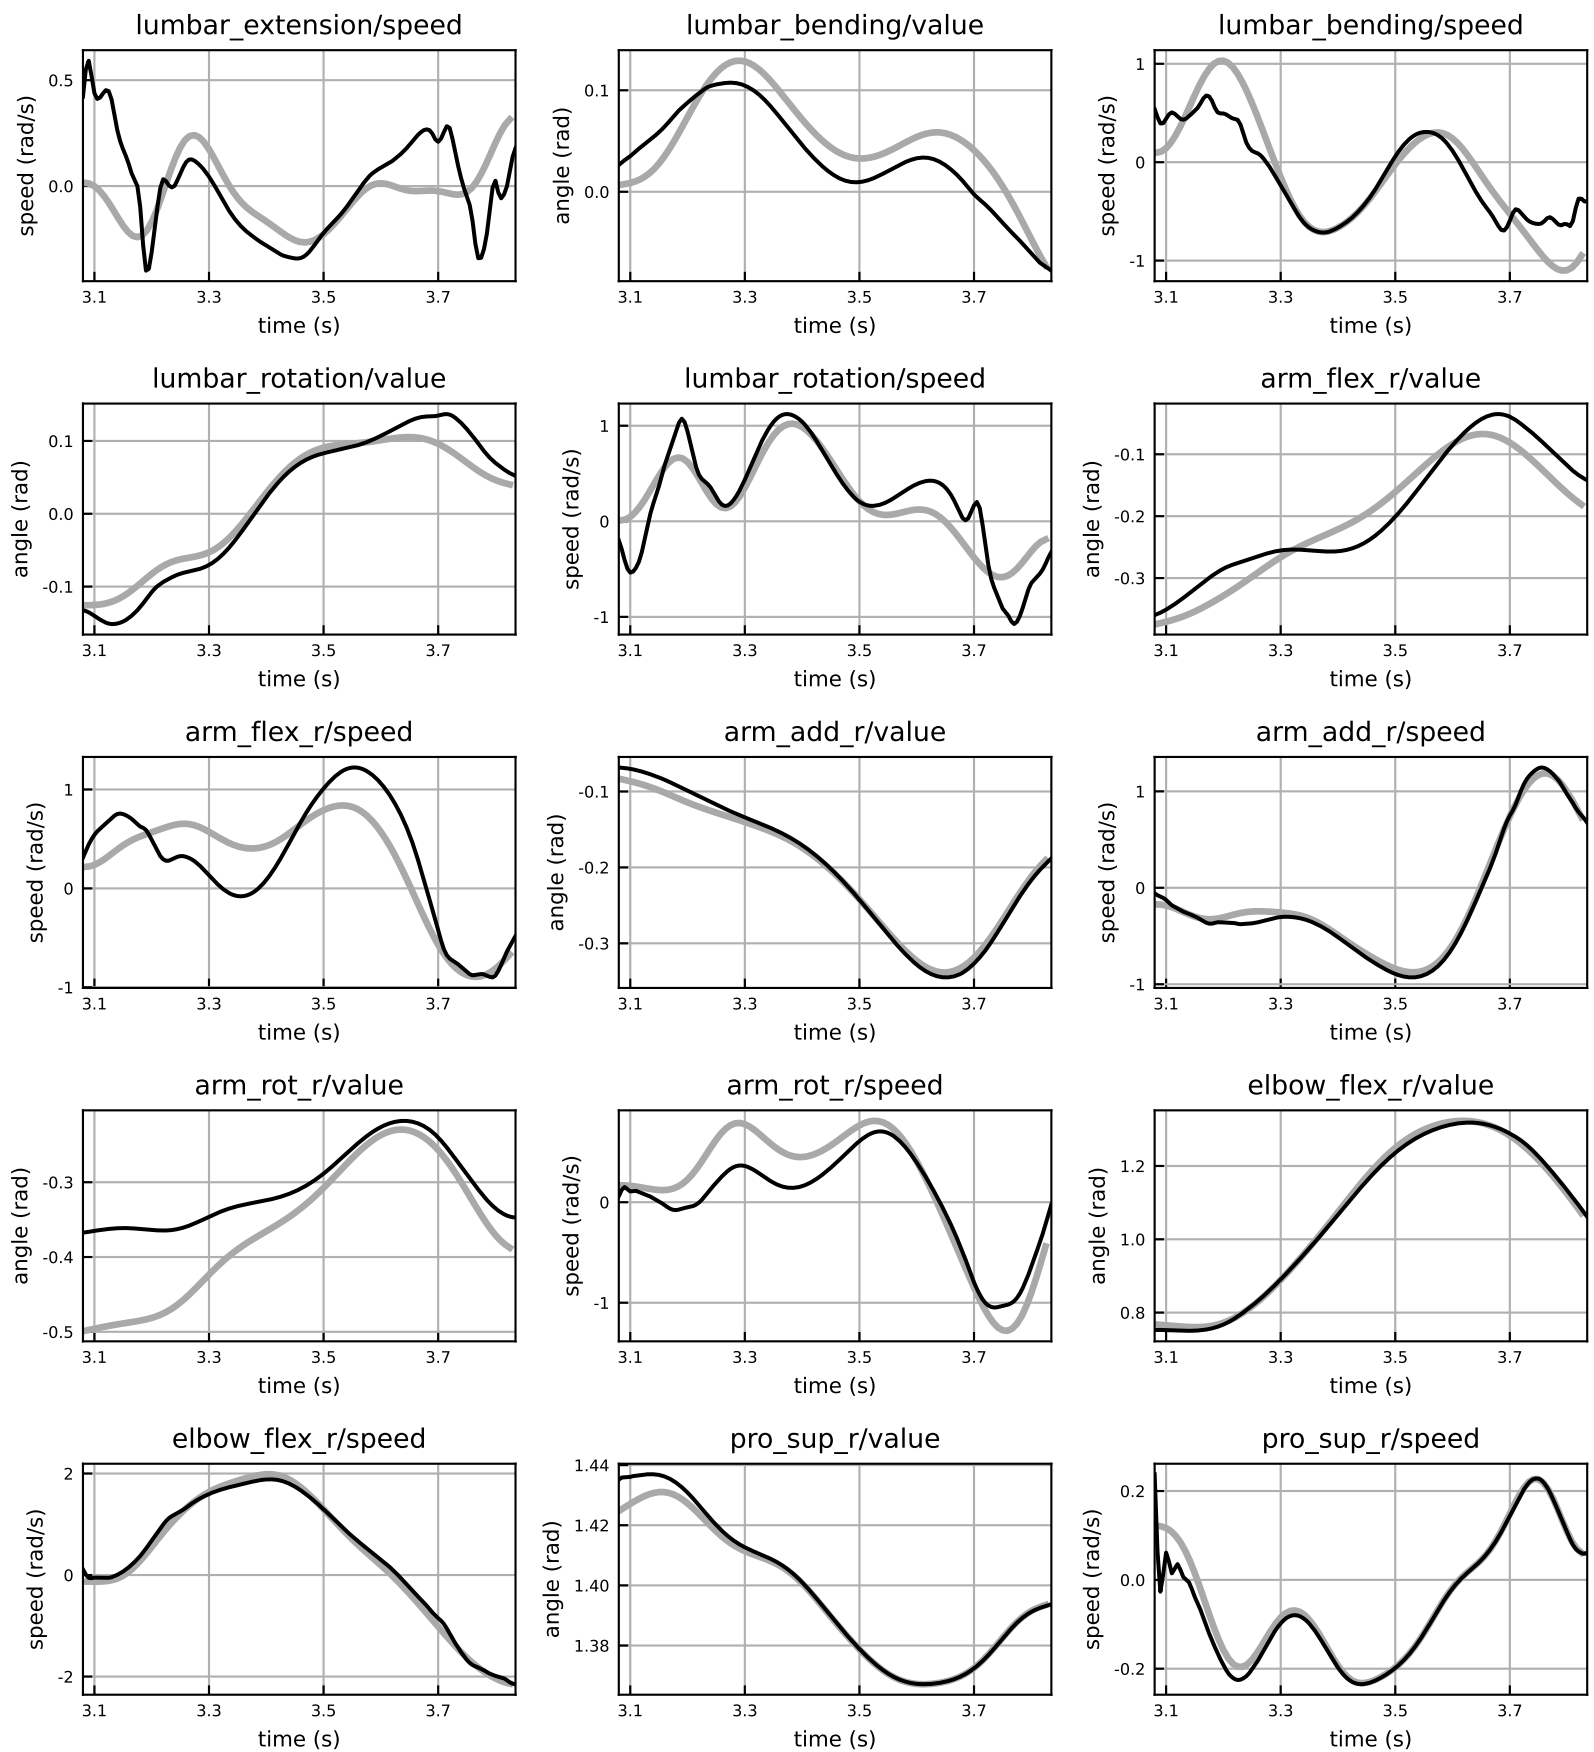 lumbar_extension/speed
speed (rad/s)
0.5
0.0
3.1 3.3 3.5 3.7
time (s)
lumbar_bending/value
angle (rad)
0.1
0.0
3.1 3.3 3.5 3.7
time (s)
lumbar_bending/speed
speed (rad/s)
1
0
-1
3.1 3.3 3.5 3.7
time (s)
lumbar_rotation/value
angle (rad)
0.1
0.0
-0.1
3.1 3.3 3.5 3.7
time (s)
lumbar_rotation/speed
speed (rad/s)
1
0
-1
3.1 3.3 3.5 3.7
time (s)
arm_flex_r/value
angle (rad)
-0.1
-0.2
-0.3
3.1 3.3 3.5 3.7
time (s)
arm_flex_r/speed
speed (rad/s)
1
0
-1
3.1 3.3 3.5 3.7
time (s)
arm_add_r/value
angle (rad)
-0.1
-0.2
-0.3
3.1 3.3 3.5 3.7
time (s)
arm_add_r/speed
speed (rad/s)
1
0
-1
3.1 3.3 3.5 3.7
time (s)
arm_rot_r/value
angle (rad)
-0.3
-0.4
-0.5
3.1 3.3 3.5 3.7
time (s)
arm_rot_r/speed
speed (rad/s)
0
-1
3.1 3.3 3.5 3.7
time (s)
elbow_flex_r/value
angle (rad)
1.2
1.0
0.8
3.1 3.3 3.5 3.7
time (s)
elbow_flex_r/speed
speed (rad/s)
2
0
-2
3.1 3.3 3.5 3.7
time (s)
pro_sup_r/value
angle (rad)
1.44
1.42
1.40
1.38
3.1 3.3 3.5 3.7
time (s)
pro_sup_r/speed
speed (rad/s)
0.2
0.0
-0.2
3.1 3.3 3.5 3.7
time (s)